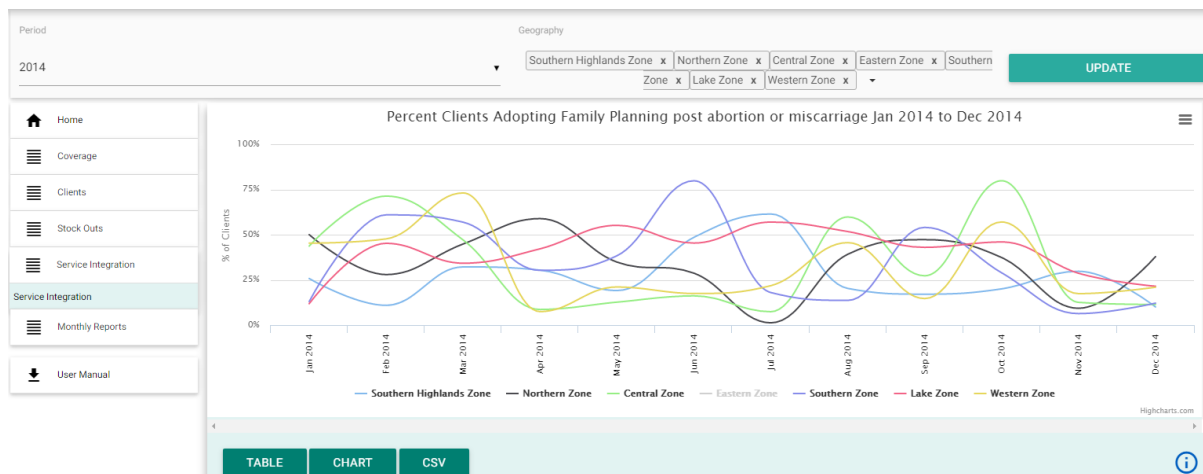 Period
Geography
2014
Southern Highlands Zone x Northern Zone x Central Zone x Eastern Zone x Southern
Zone x Lake Zone x Western Zone x
UPDATE
Home
Coverage
Clients
Stock Outs
Service Integration
Service Integration
Monthly Reports
User Manual
Percent Clients Adopting Family Planning post abortion or miscarriage Jan 2014 to Dec 2014
% of Clients
100%
75%
50%
25%
0%
Jan 2014
Feb 2014
Mar 2014
Apr 2014
May 2014
Jun 2014
Jul 2014
Aug 2014
Sep 2014
Oct 2014
Nov 2014
Dec 2014
Southern Highlands Zone Northern Zone Central Zone Eastern Zone Southern Zone Lake Zone Western Zone
Highcharts.com
TABLE CHART CSV